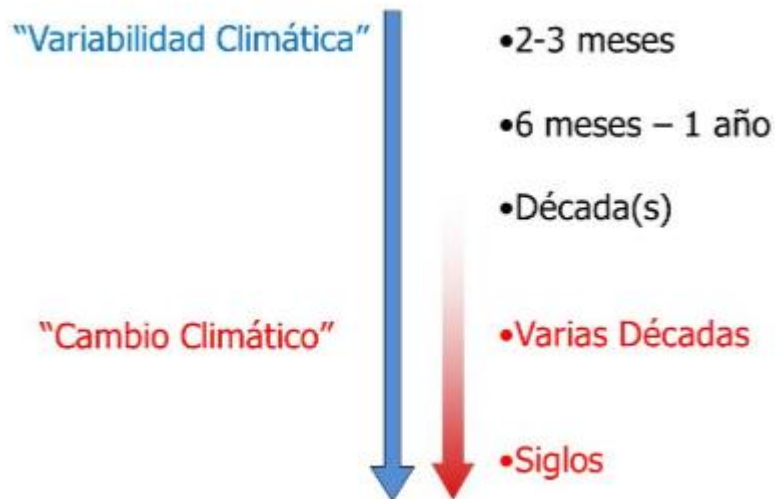 “Variabilidad Climática”
•2-3 meses
•6 meses – 1 año
•Década(s)
“Cambio Climático”
•Varias Décadas
•Siglos